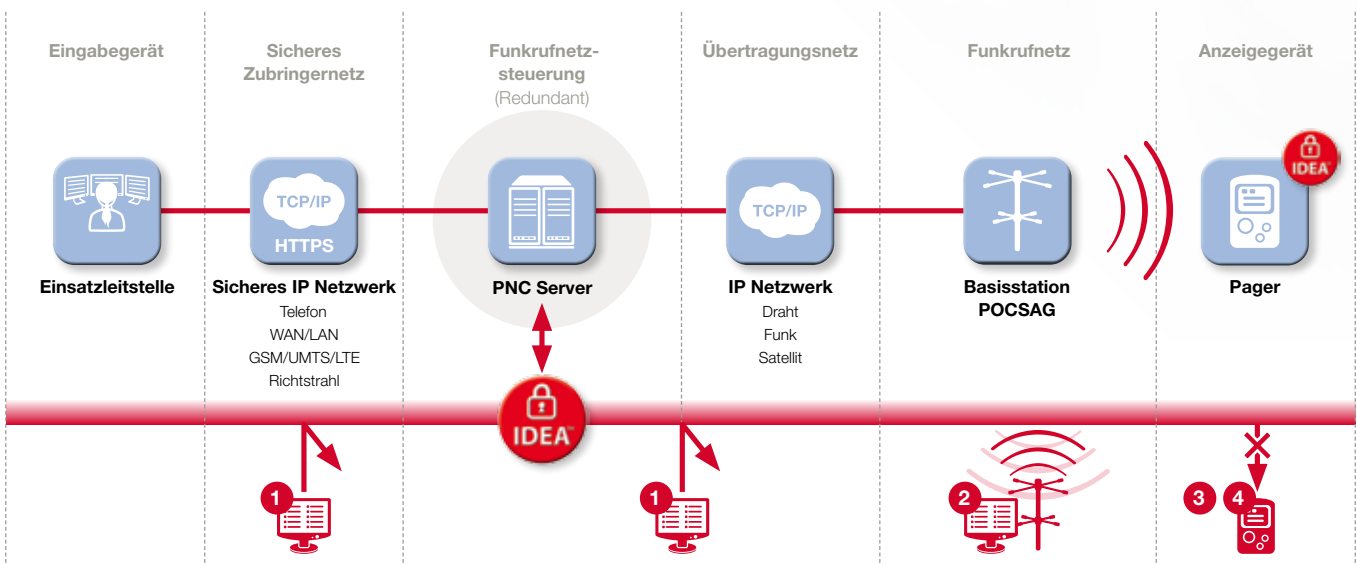 Eingabegerät
Sicheres
Zubringernetz
Funkrufnetz-
steuerung
(Redundant)
Übertragungsnetz
Funkrufnetz
Anzeigegerät
TCP/IP
HTTPS
TCP/IP
IDEA™
Einsatzleitstelle
Sicheres IP Netzwerk
Telefon
WAN/LAN
GSM/UMTS/LTE
Richtstrahl
PNC Server
IP Netzwerk
Draht
Funk
Satellit
Basisstation
POCSAG
Pager
IDEA™
1
1
2
3
4